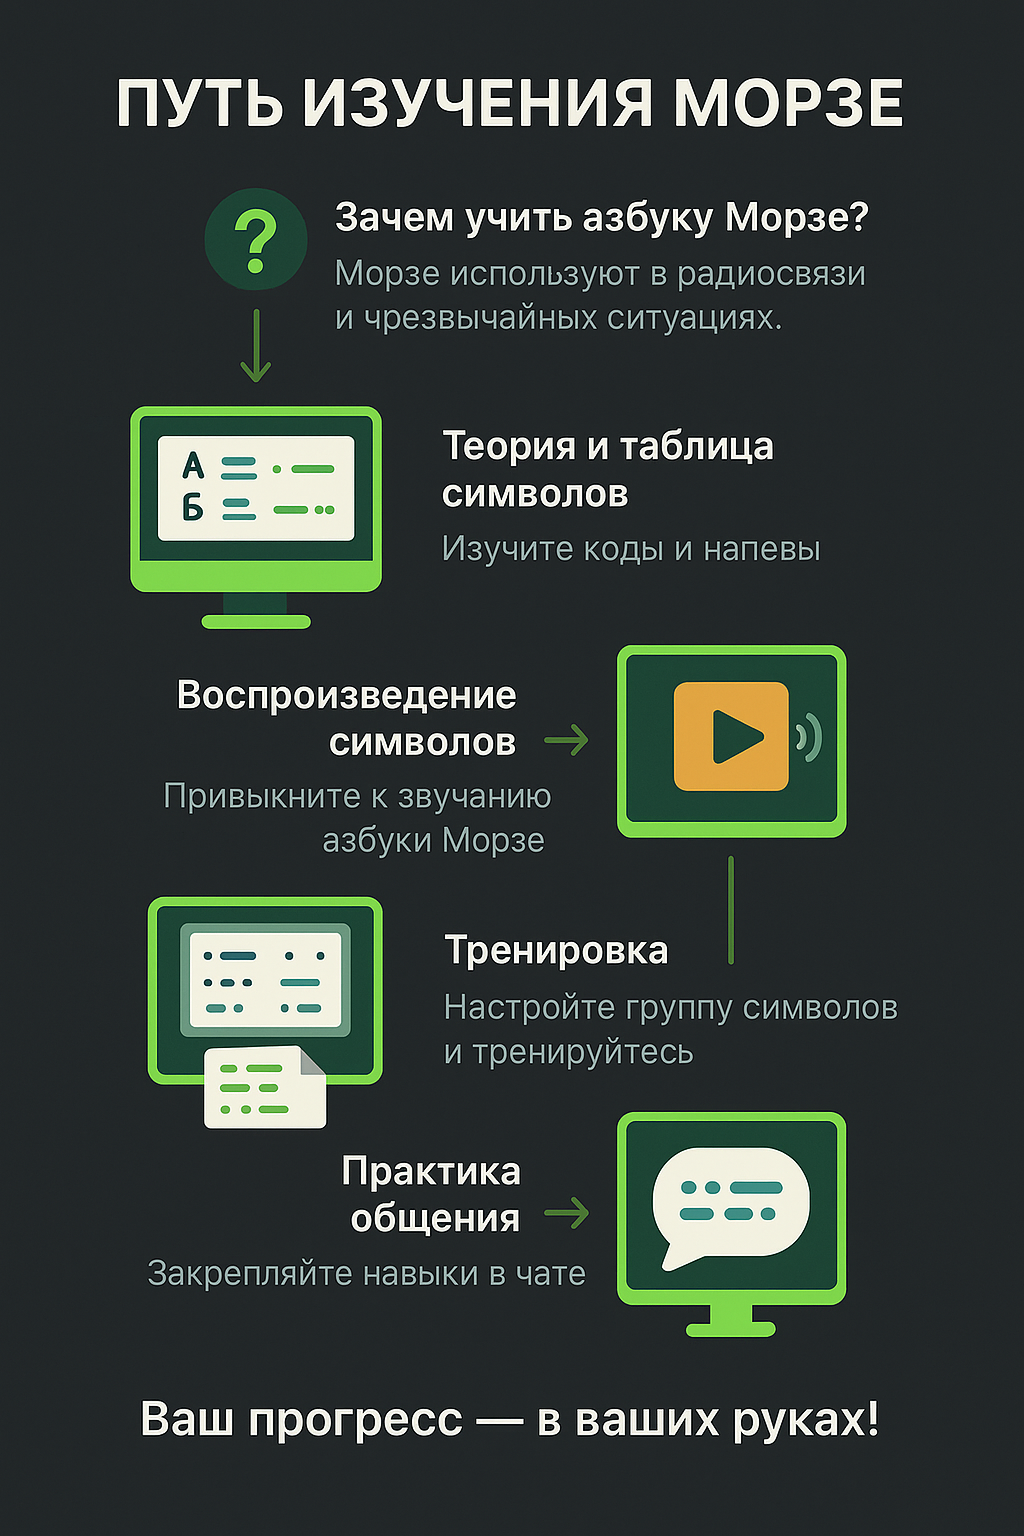 ПУТЬ ИЗУЧЕНИЯ МОРЗЕ
?
Зачем учить азбуку Морзе?
Морзе используют в радиосвязи
и чрезвычайных ситуациях.
А
Б
Теория и таблица
символов
Изучите коды и напевы
Воспроизведение
символов
Привыкните к звучанию
азбуки Морзе
Тренировка
Настройте группу символов
и тренируйтесь
Практика
общения
Закрепляйте навыки в чате
Ваш прогресс — в ваших руках!